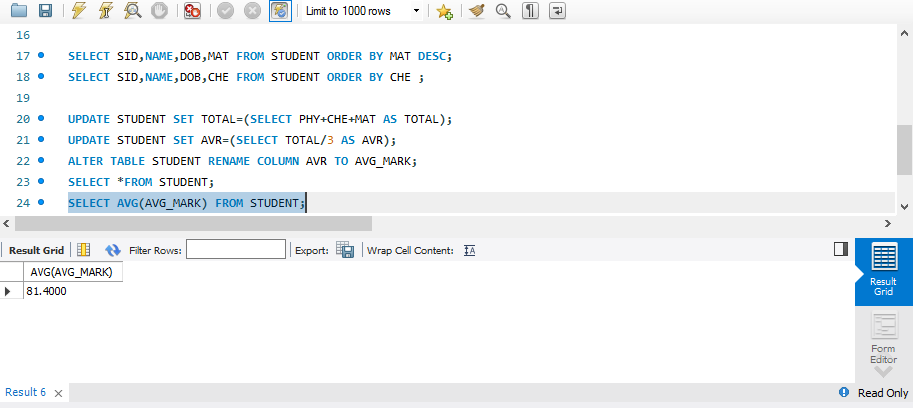 Limit to 1000 rows
16
17 SELECT SID,NAME,DOB,MAT FROM STUDENT ORDER BY MAT DESC;
18 SELECT SID,NAME,DOB,CHE FROM STUDENT ORDER BY CHE ;
19
20 UPDATE STUDENT SET TOTAL=(SELECT PHY+CHE+MAT AS TOTAL);
21 UPDATE STUDENT SET AVR=(SELECT TOTAL/3 AS AVR);
22 ALTER TABLE STUDENT RENAME COLUMN AVR TO AVG_MARK;
23 SELECT *FROM STUDENT;
24 SELECT AVG(AVG_MARK) FROM STUDENT;
Result Grid Filter Rows: Export: Wrap Cell Content: IA
AVG(AVG_MARK)
81.4000
Result
Grid
Form
Editor
Result 6 Read Only